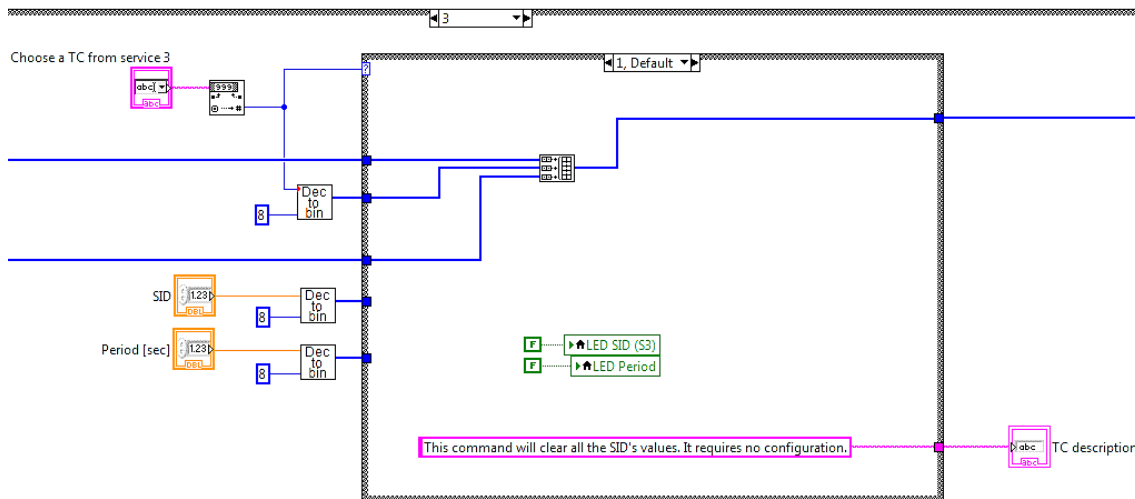 3
Choose a TC from service 3
1, Default
abc
abc
999
#
?
Dec
to
bin
8
SID
1.23
DBL
Dec
to
bin
8
Period [sec]
1.23
DBL
Dec
to
bin
8
F
LED SID (S3)
F
LED Period
This command will clear all the SID's values. It requires no configuration.
abc
abc
TC description